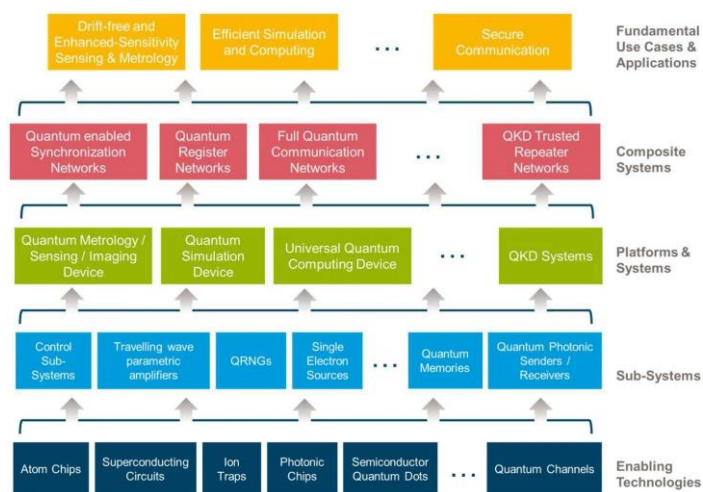 Drift-free and
Enhanced-Sensitivity
Sensing & Metrology
Efficient Simulation
and Computing
...
Secure
Communication
Fundamental
Use Cases &
Applications
Quantum enabled
Synchronization
Networks
Quantum
Register
Networks
Full Quantum
Communication
Networks
...
QKD Trusted
Repeater
Networks
Composite
Systems
Quantum Metrology /
Sensing / Imaging
Device
Quantum
Simulation
Device
Universal Quantum
Computing Device
...
QKD Systems
Platforms &
Systems
Control
Sub-
Systems
Travelling wave
parametric
amplifiers
QRNGs
Single
Electron
Sources
...
Quantum
Memories
Quantum Photonic
Senders /
Receivers
Sub-Systems
Atom Chips
Superconducting
Circuits
Ion
Traps
Photonic
Chips
Semiconductor
Quantum Dots
...
Quantum Channels
Enabling
Technologies